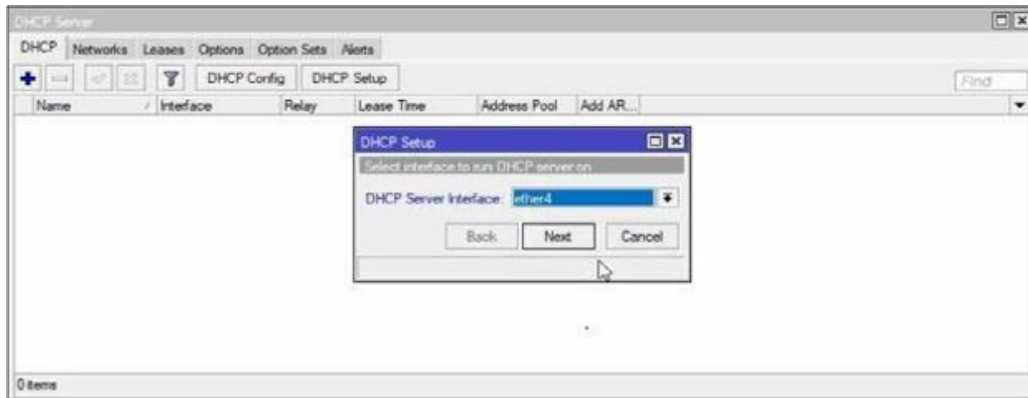 DHCP Server
DHCP Networks Leases Options Option Sets Alerts
DHCP Config DHCP Setup Find
Name Interface Relay Lease Time Address Pool Add AR...
DHCP Setup
Select interface to run DHCP server on
DHCP Server Interface: ether4
Back Next Cancel
0 items